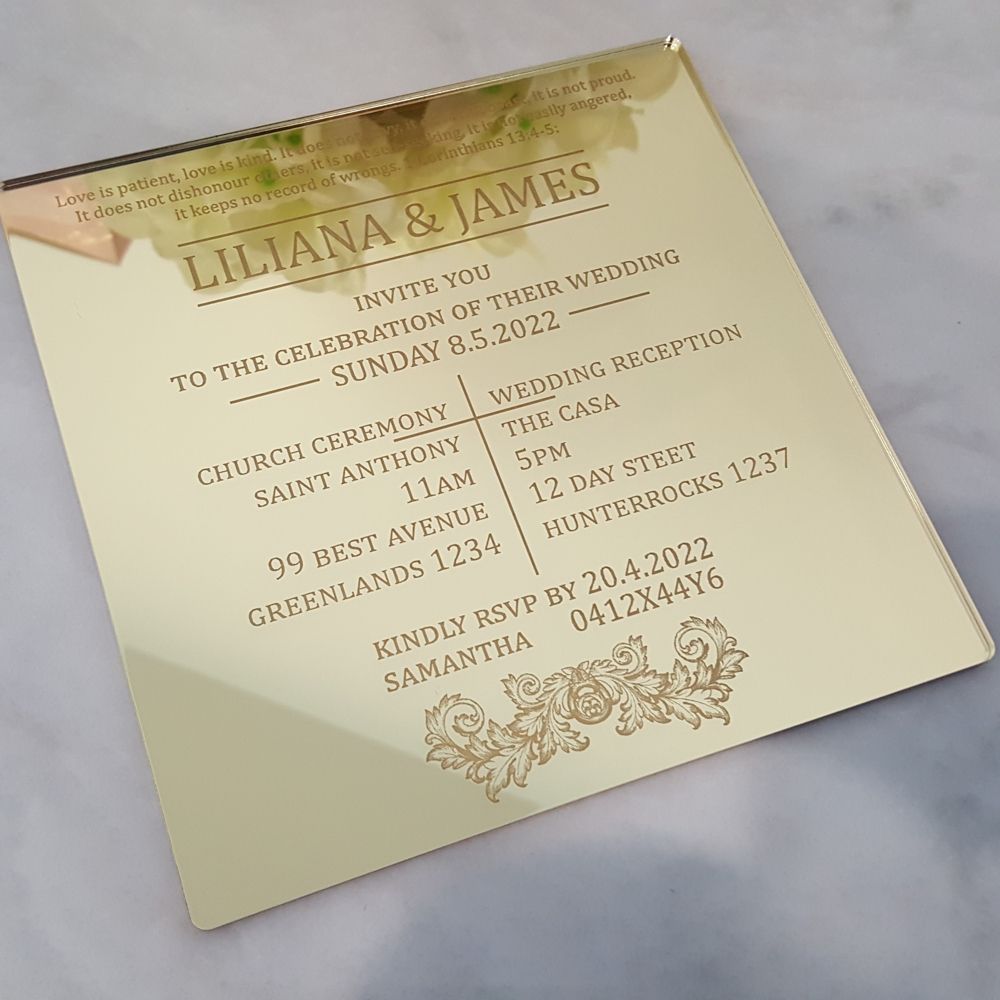 Love is patient, love is kind. It does not envy, it is not proud.
It does not dishonour others, it is not self-seeking, it is not easily angered,
it keeps no record of wrongs. Corinthians 13:4-5:
LILIANA & JAMES
INVITE YOU
TO THE CELEBRATION OF THEIR WEDDING
SUNDAY 8.5.2022
CHURCH CEREMONY
SAINT ANTHONY
11AM
99 BEST AVENUE
GREENLANDS 1234
WEDDING RECEPTION
THE CASA
5PM
12 DAY STEET
HUNTERROCKS 1237
KINDLY RSVP BY 20.4.2022
SAMANTHA 0412X44Y6